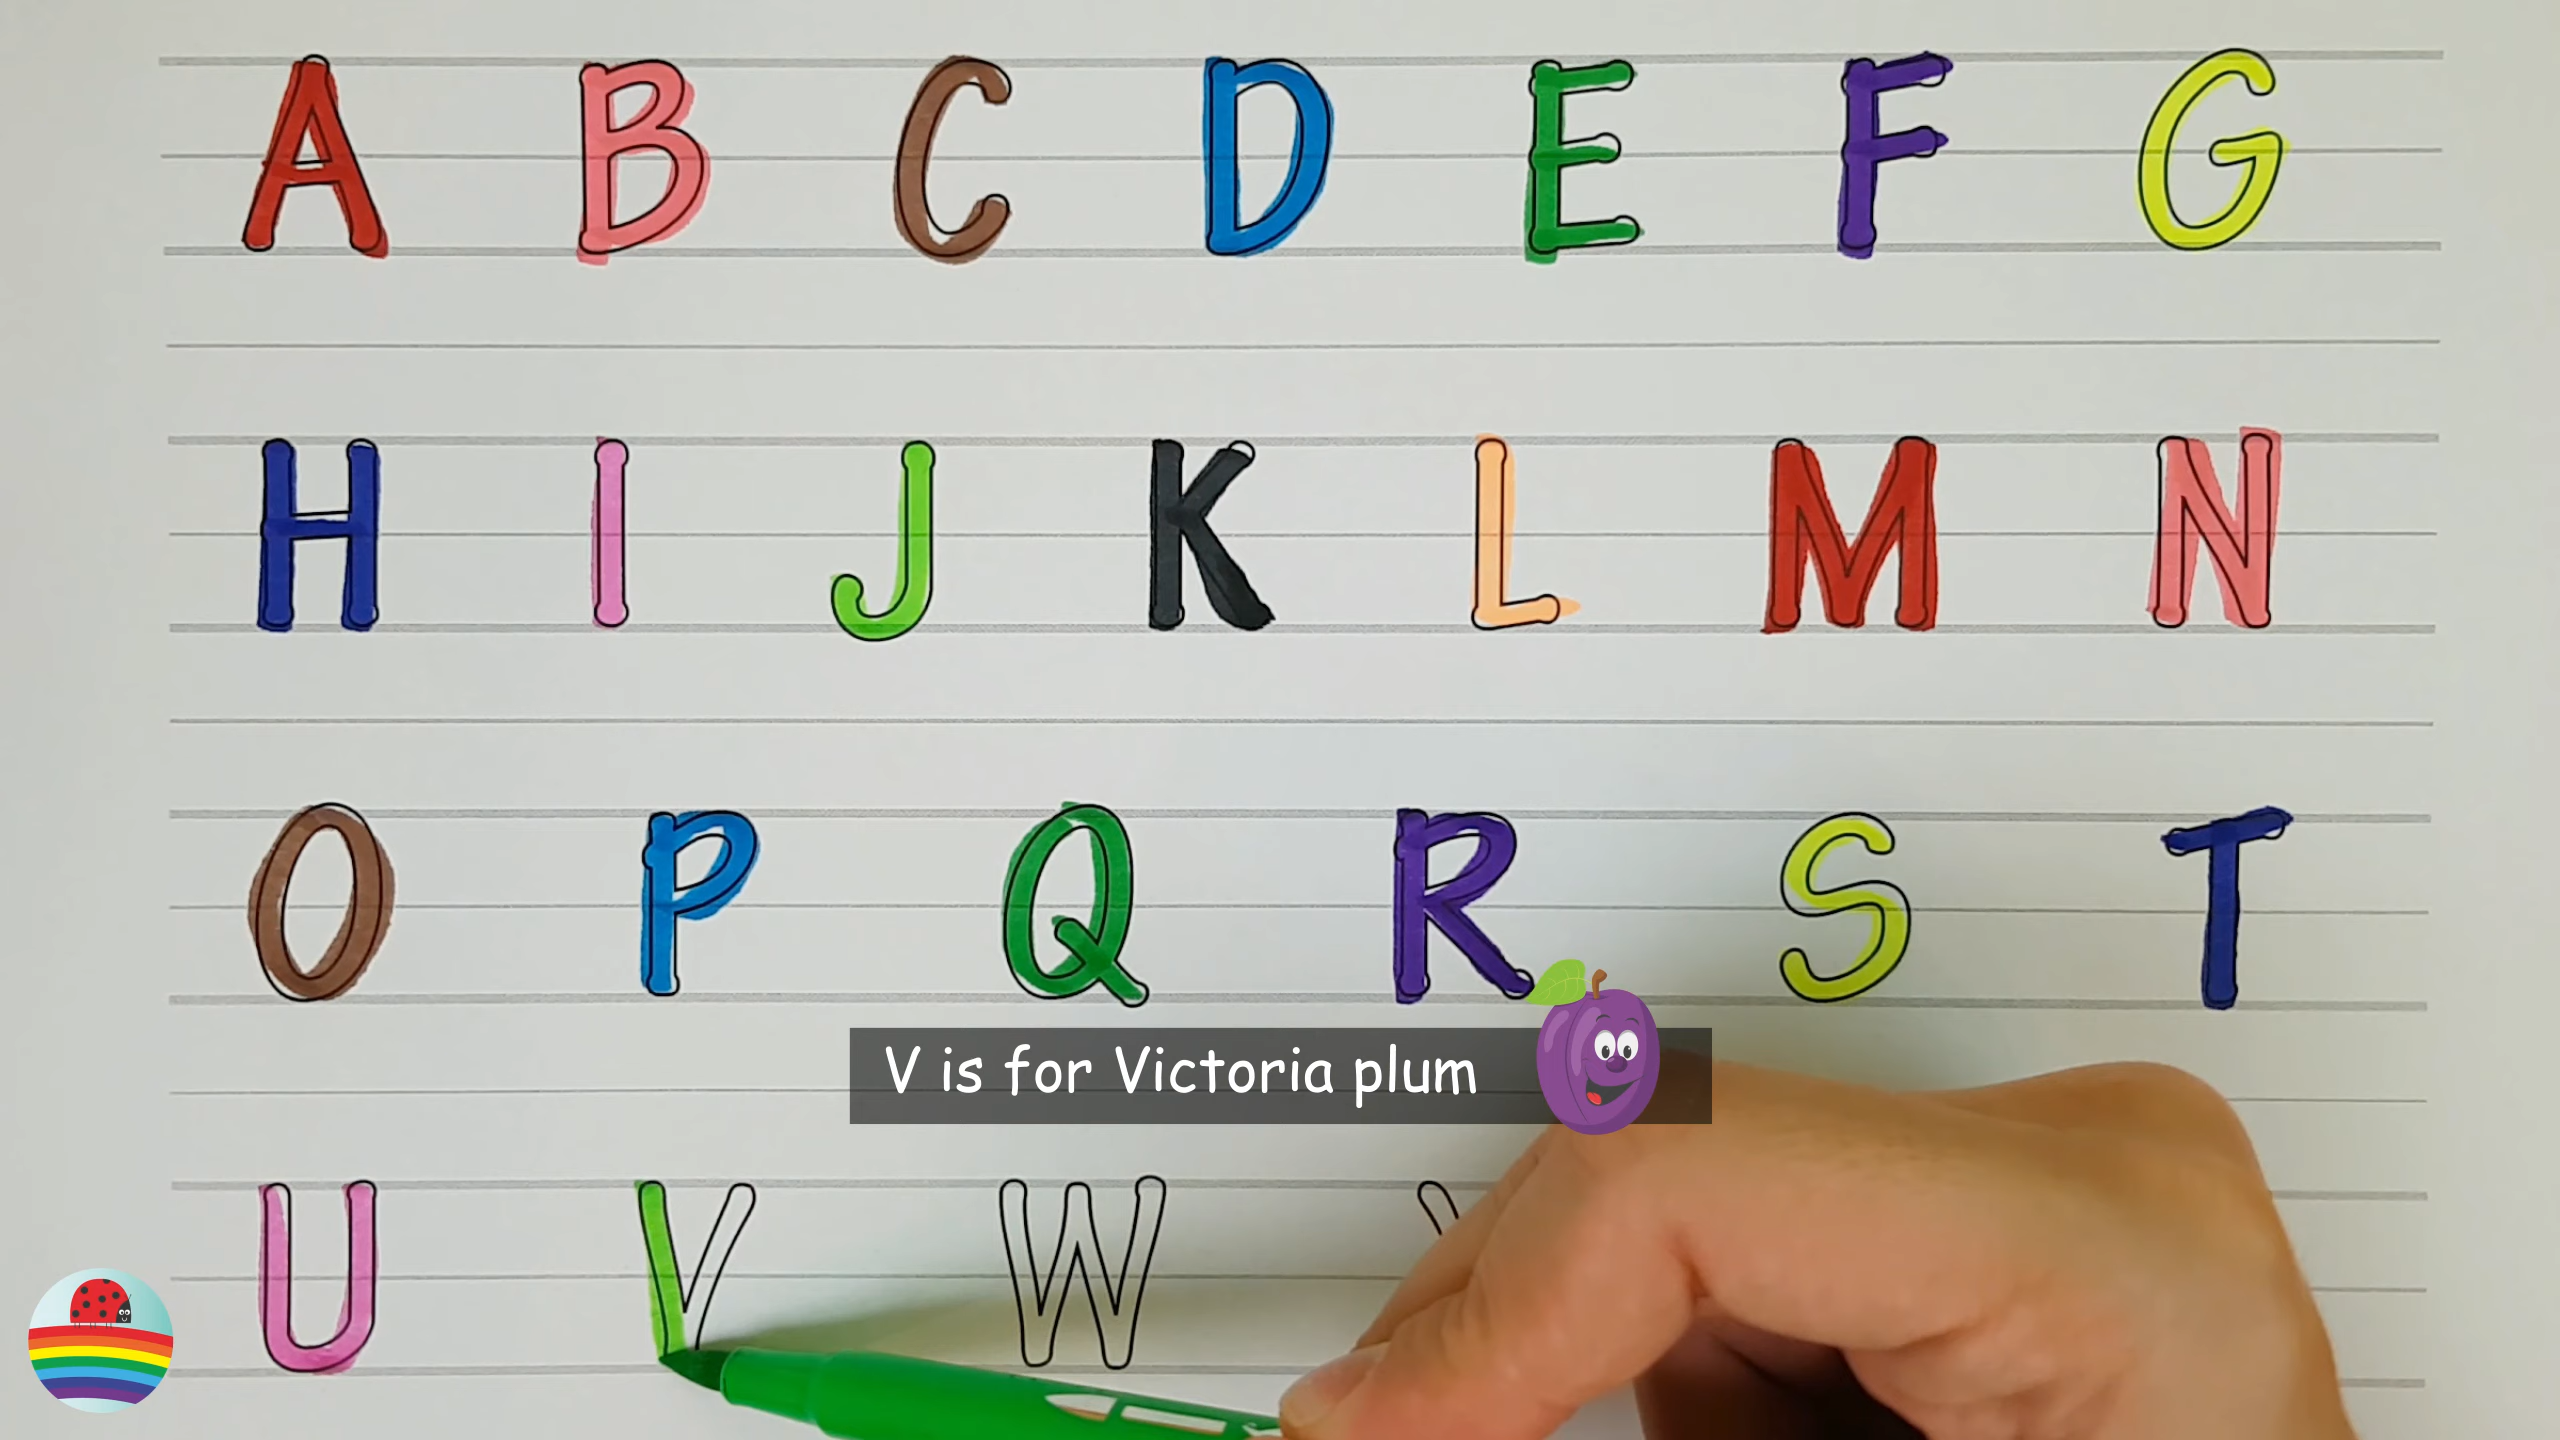 A B C D E F G
H I J K L M N
O P Q R S T
V is for Victoria plum
U V W